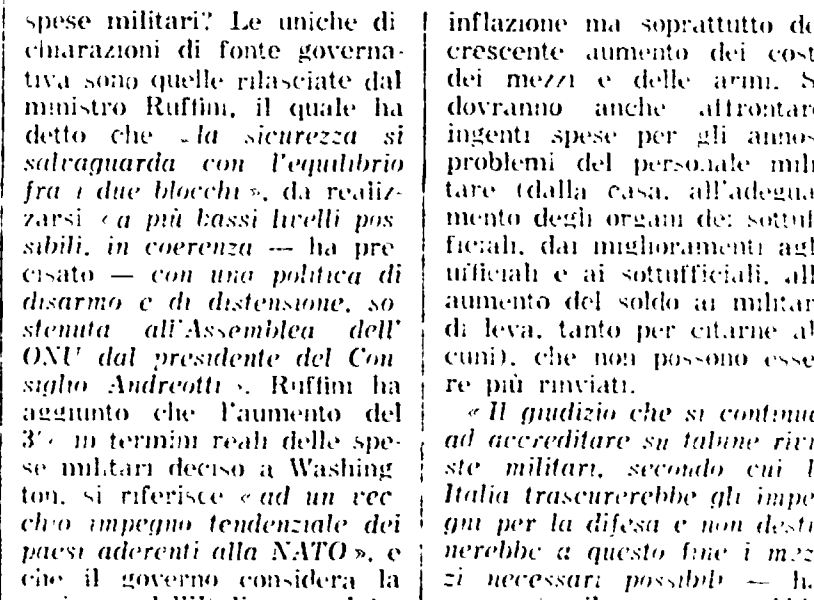 spese militari? Le uniche di
chiarazioni di fonte governa-
tiva sono quelle rilasciate dal
ministro Ruffini, il quale ha
detto che «la sicurezza si
salvaguarda con l'equilibrio
fra i due blocchi», da realiz-
zarsi «a più bassi livelli pos
sibili, in coerenza — ha pre
cisato — con una politica di
disarmo e di distensione, so
stenuta all'Assemblea dell'
ONU dal presidente del Con
siglio Andreotti». Ruffini ha
aggiunto che l'aumento del
3% in termini reali delle spe-
se militari deciso a Washing
ton, si riferisce «ad un vec
chio impegno tendenziale dei
paesi aderenti alla NATO», e
che il governo considera la
inflazione ma soprattutto de
crescente aumento dei cost
dei mezzi e delle armi. S
dovranno anche affrontare
ingenti spese per gli annos
problemi del personale mili
tare (dalla casa, all'adegua
mento degli organi dei sottuf
ficiali, dai miglioramenti agl
ufficiali e ai sottufficiali, all
aumento del soldo ai militar
di leva, tanto per citarne al
cuni), che non possono esse
re più rinviati.
«Il giudizio che si continue
ad accreditare su talune rivi
ste militari, secondo cui l
Italia trascurerebbe gli impe
gni per la difesa e non desti
nerebbe a questo fine i mez
zi necessari possibili — ha